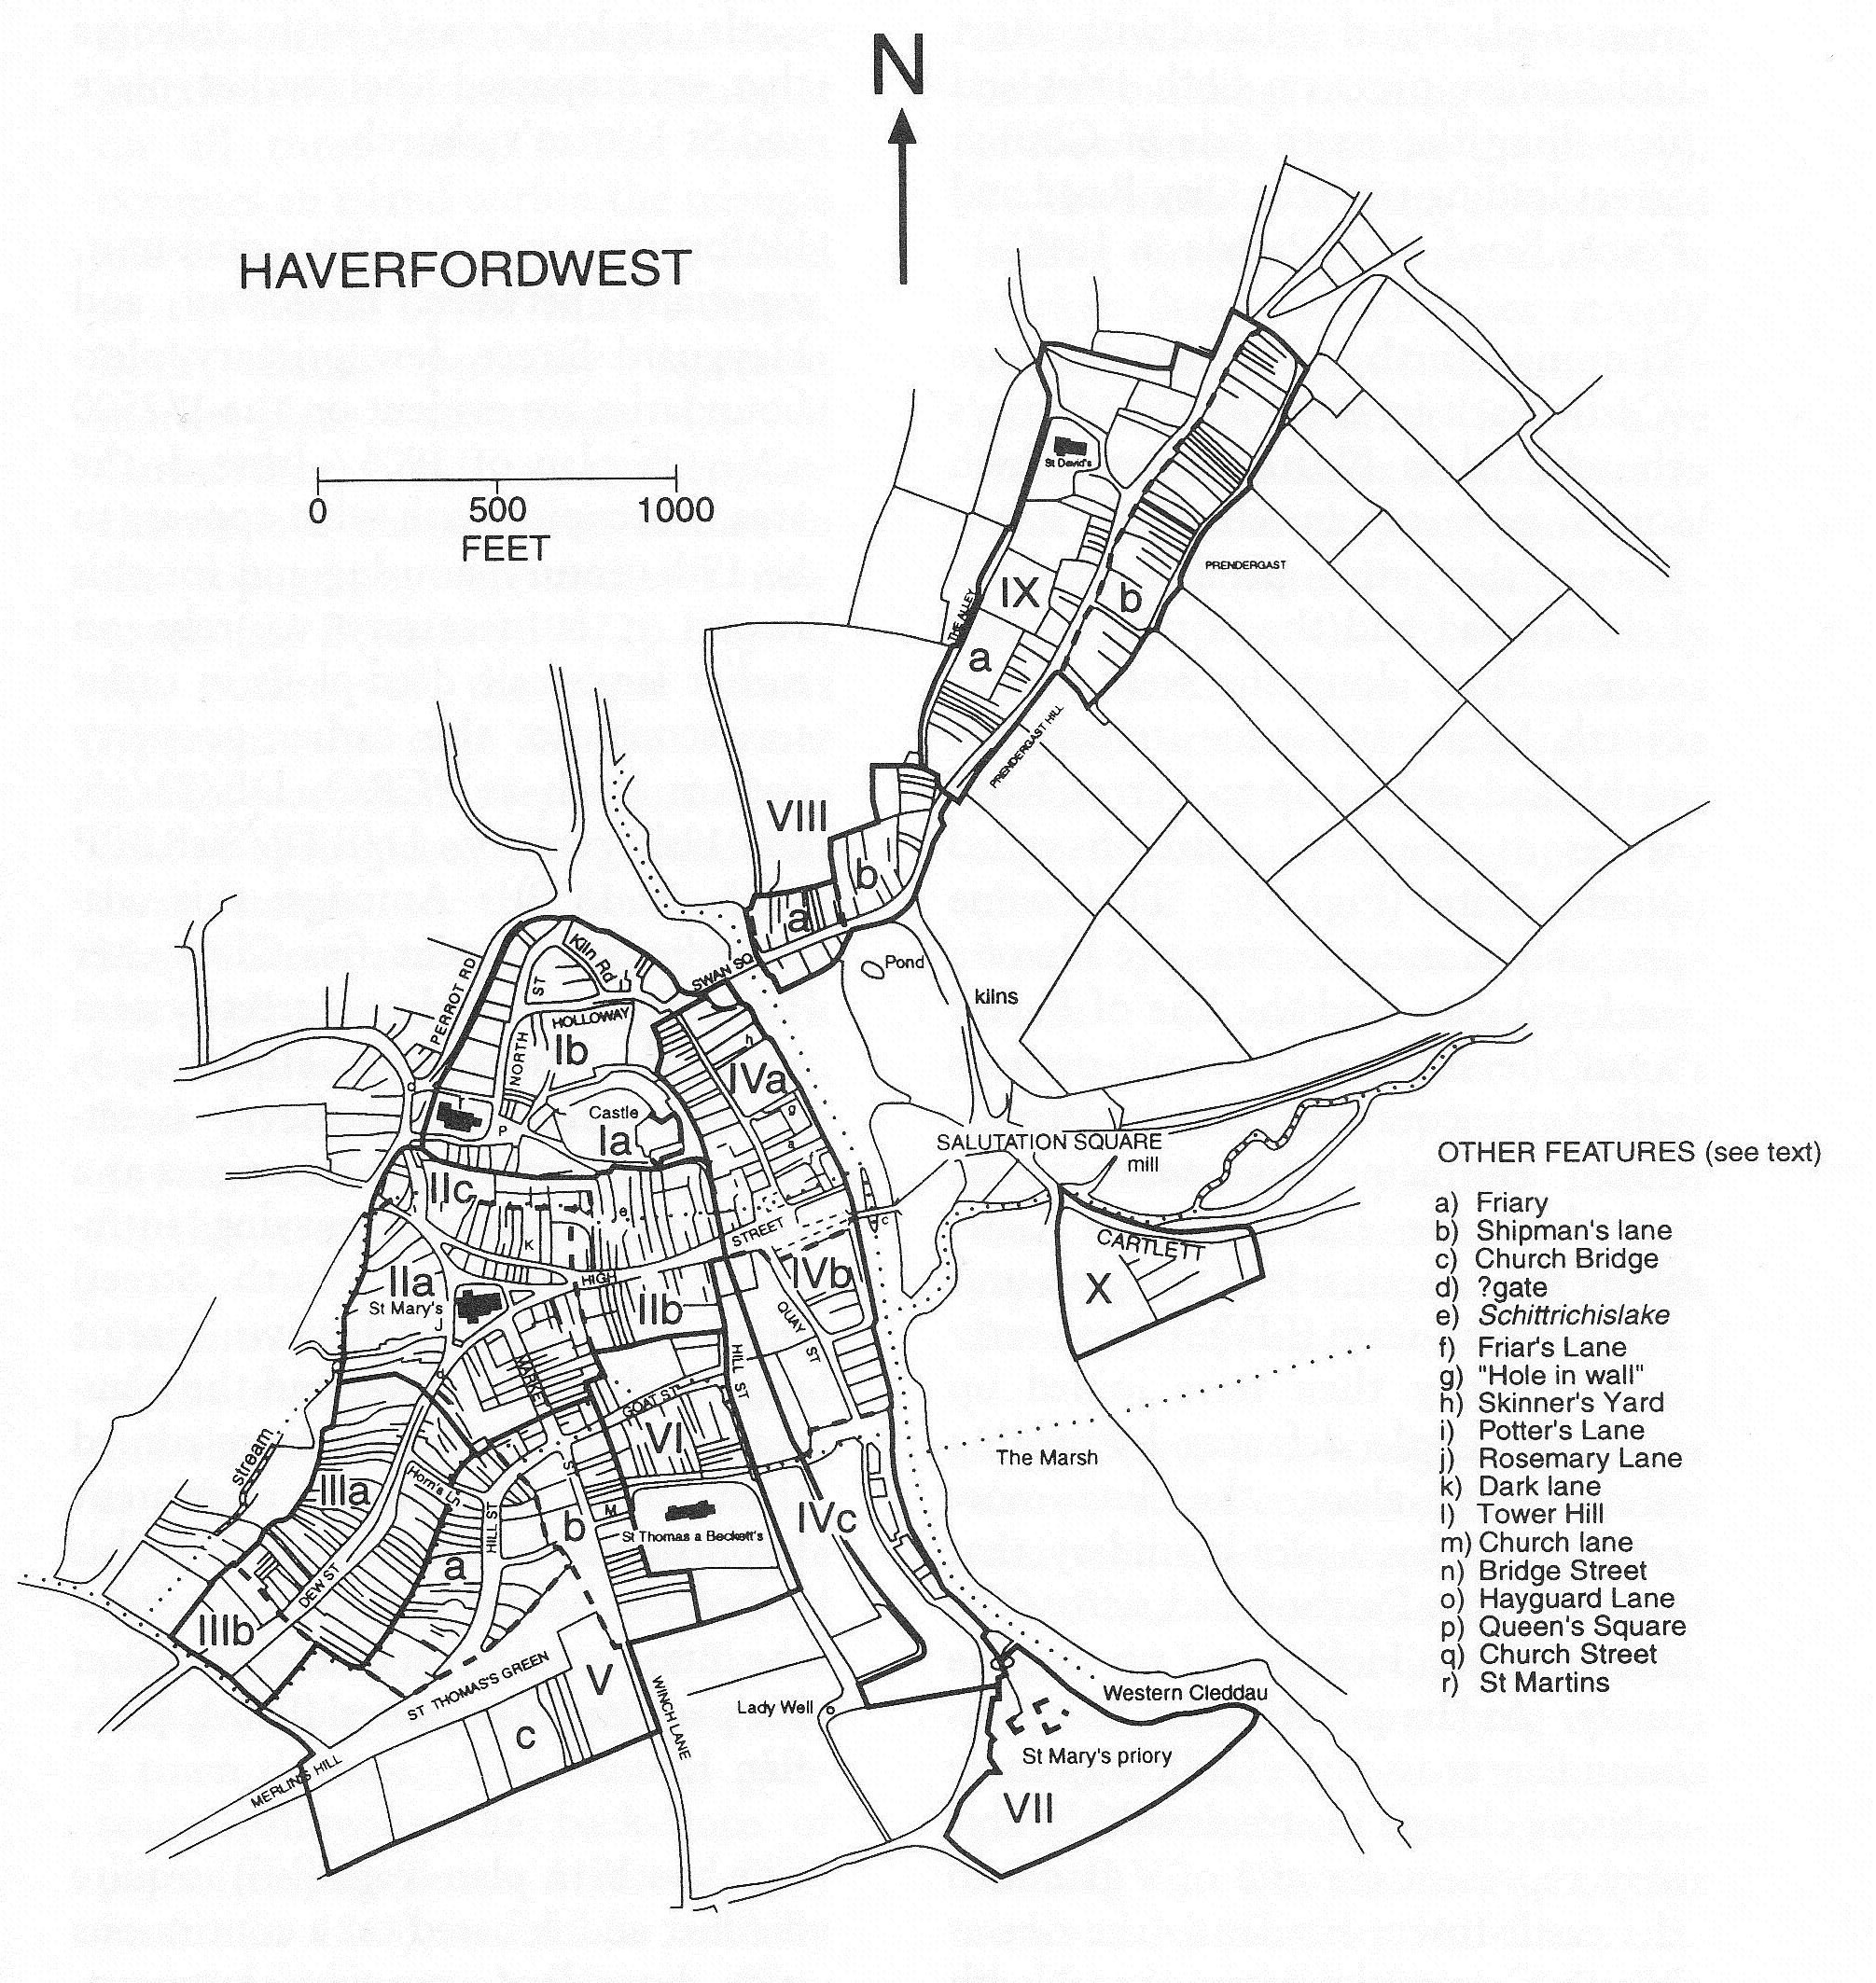 N
HAVERFORDWEST
0 500 1000
FEET
St David's
PRENDERGAST
IX
b
THE ALLEY
a
PRENDERGAST HILL
VIII
b
a
Kiln Rd
SWAN SQ
Pond
ST
kilns
PERROT RD
HOLLOWAY
NORTH
Ib
h
IVa
Castle
g
o
P
Ia
a
SALUTATION SQUARE
mill
IIc
e
c
STREET
K
CARTLETT
HIGH
IIa
IVb
X
St Mary's
IIb
J
QUAY
ST
MARKET
HILL ST
GOAT ST
VI
stream
The Marsh
Horn's Ln
ST
IIIa
M
HILL ST
b
St Thomas a Beckett's
IVc
a
DEW ST
IIIb
ST THOMAS'S GREEN
V
WINCH LANE
Lady Well
Western Cleddau
c
St Mary's priory
MERLIN'S HILL
VII
OTHER FEATURES (see text)
a) Friary
b) Shipman's lane
c) Church Bridge
d) ?gate
e) Schittrichislake
f) Friar's Lane
g) "Hole in wall"
h) Skinner's Yard
i) Potter's Lane
j) Rosemary Lane
k) Dark lane
l) Tower Hill
m) Church lane
n) Bridge Street
o) Hayguard Lane
p) Queen's Square
q) Church Street
r) St Martins